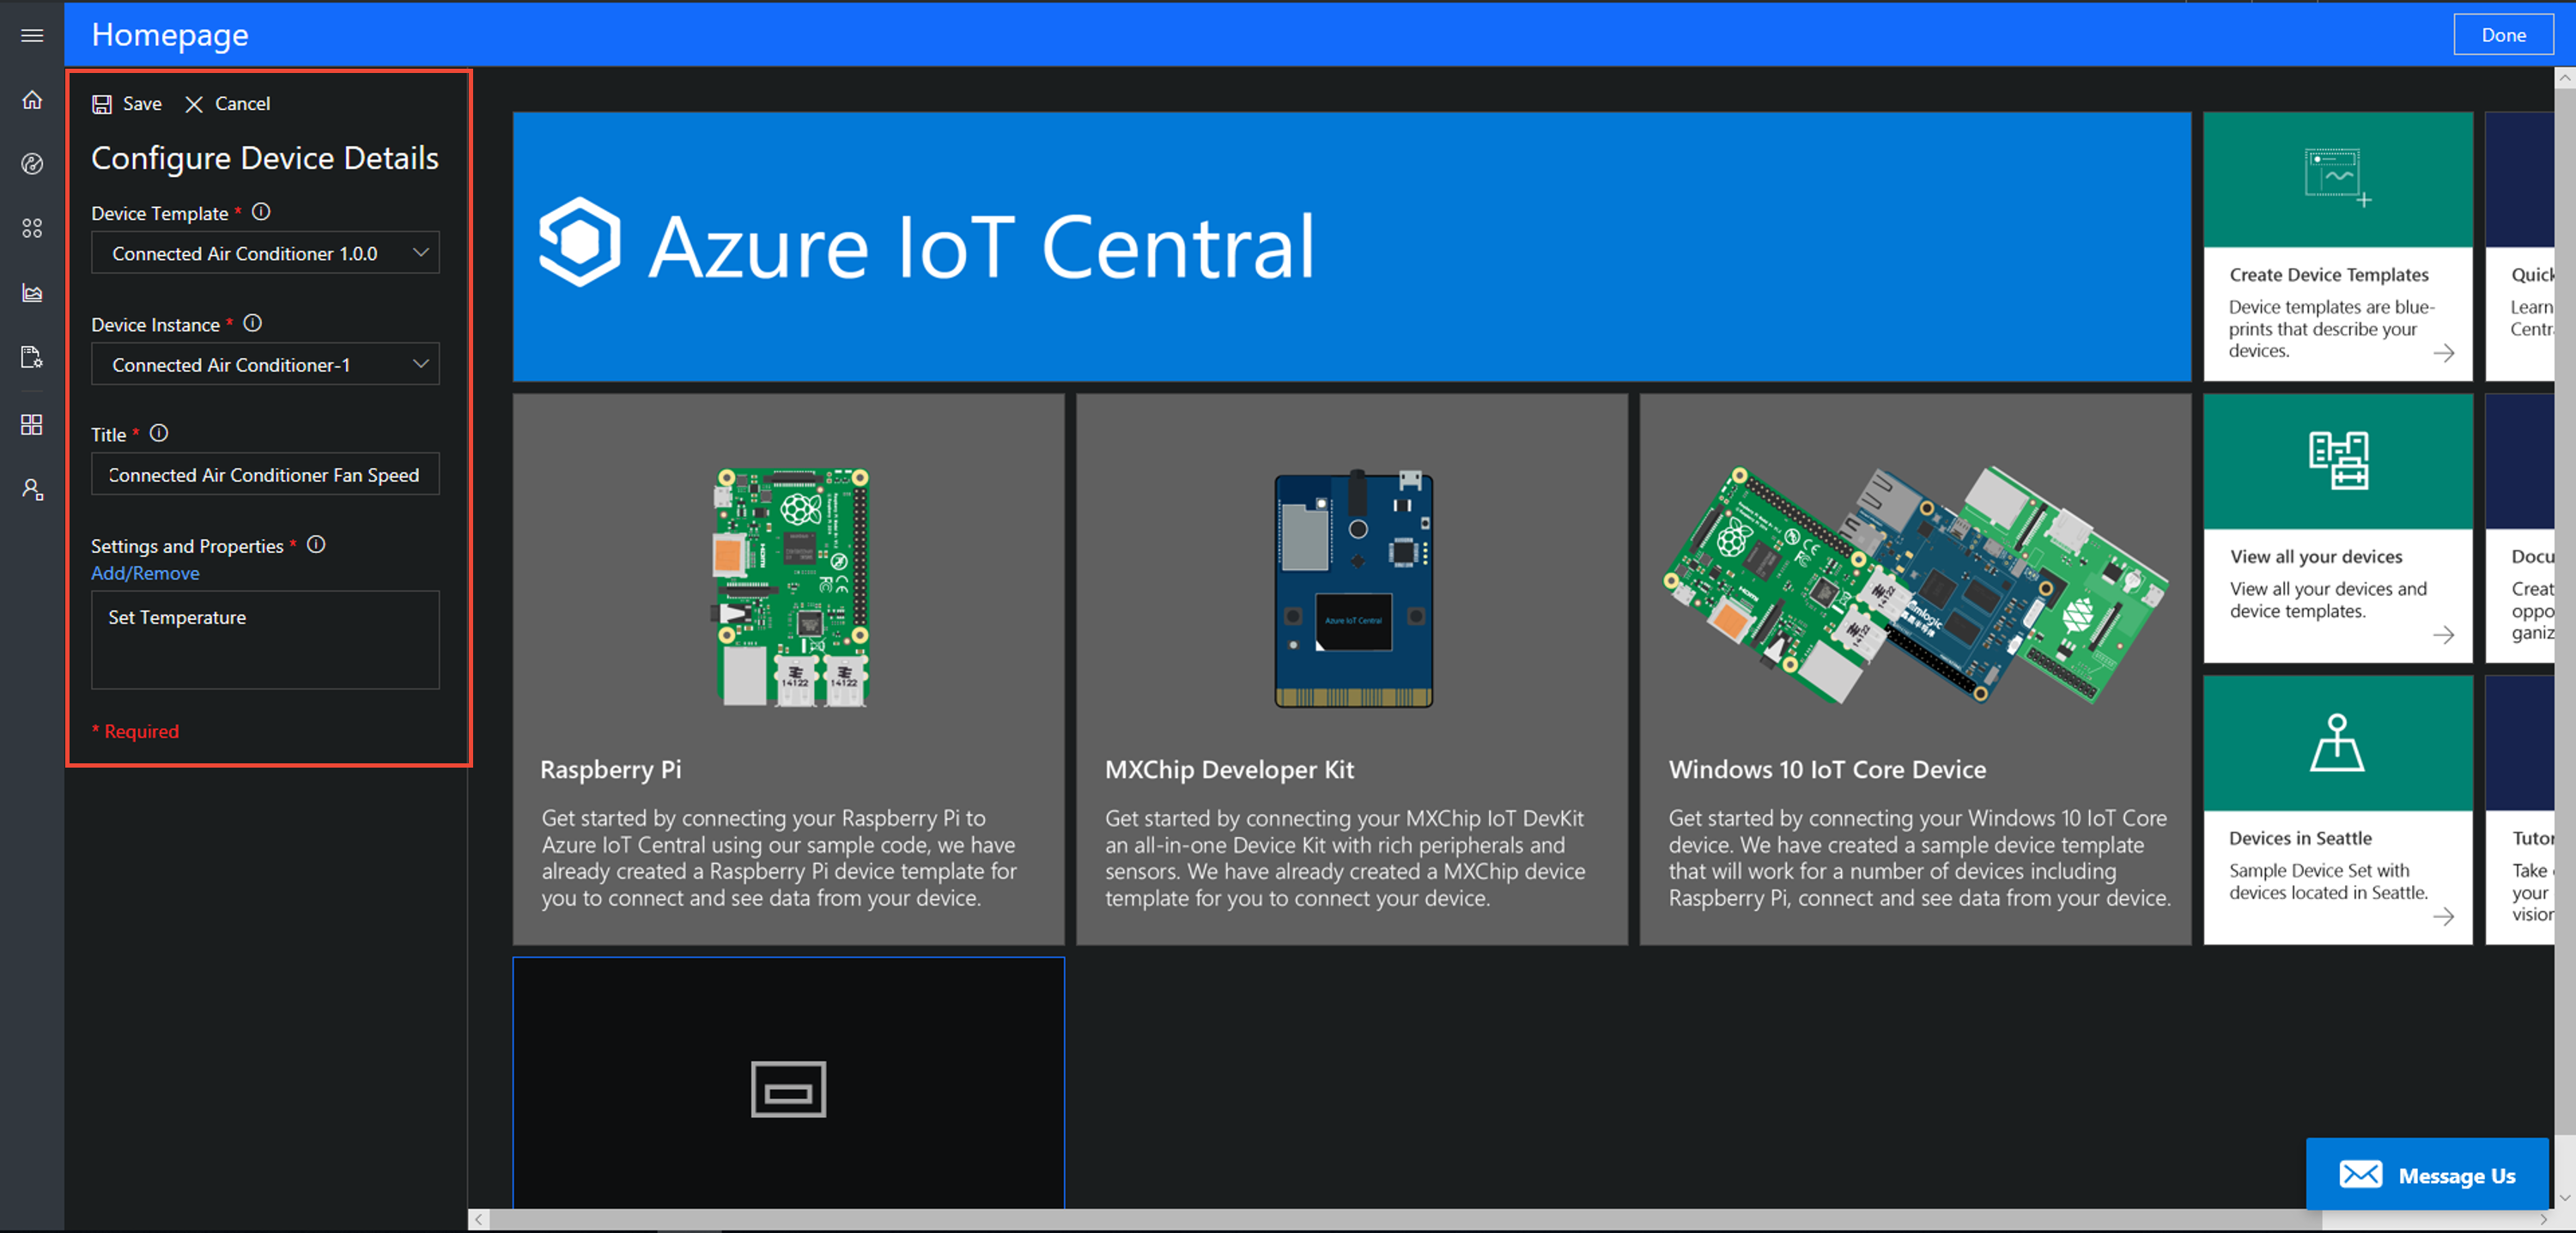 Homepage
Done
Save
Cancel
Configure Device Details
Device Template *
Connected Air Conditioner 1.0.0
Device Instance *
Connected Air Conditioner-1
Title *
Connected Air Conditioner Fan Speed
Settings and Properties *
Add/Remove
Set Temperature
* Required
Azure IoT Central
Create Device Templates
Device templates are blue-
prints that describe your
devices.
Quick
Learn
Centr
Azure IoT Central
14122
14122
14122
14122
Raspberry Pi
Get started by connecting your Raspberry Pi to
Azure IoT Central using our sample code, we have
already created a Raspberry Pi device template for
you to connect and see data from your device.
MXChip Developer Kit
Get started by connecting your MXChip IoT DevKit
an all-in-one Device Kit with rich peripherals and
sensors. We have already created a MXChip device
template for you to connect your device.
Windows 10 IoT Core Device
Get started by connecting your Windows 10 IoT Core
device. We have created a sample device template
that will work for a number of devices including
Raspberry Pi, connect and see data from your device.
View all your devices
View all your devices and
device templates.
Docu
Creat
oppo
ganiz
Devices in Seattle
Sample Device Set with
devices located in Seattle.
Tutor
Take
your
vision
Message Us